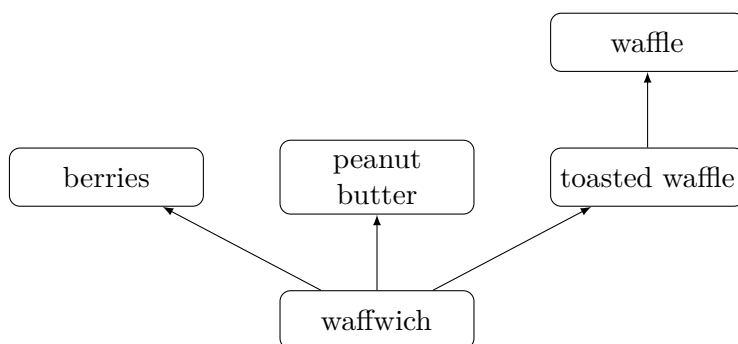 waffle
berries
peanut
butter
toasted waffle
waffwich